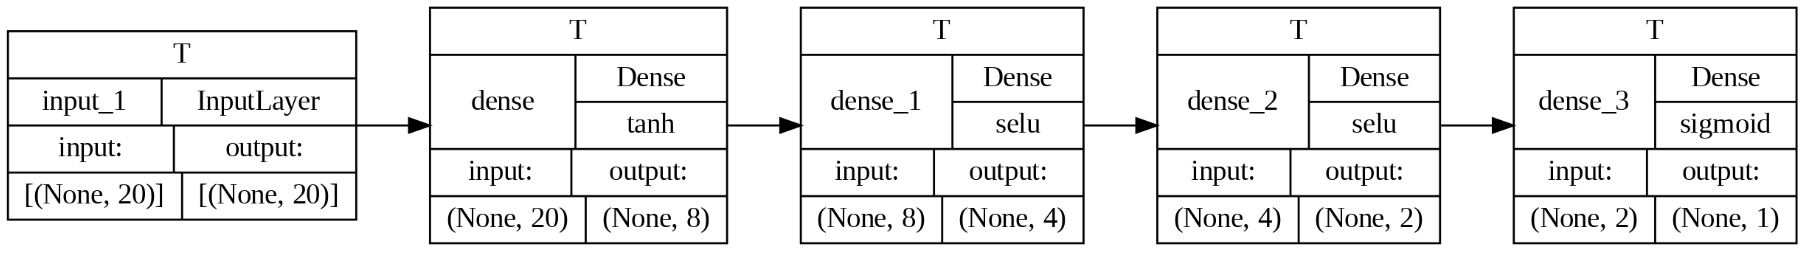 T
input_1 InputLayer
input: output:
[(None, 20)] [(None, 20)]
T
dense Dense
tanh
input: output:
(None, 20) (None, 8)
T
dense_1 Dense
selu
input: output:
(None, 8) (None, 4)
T
dense_2 Dense
selu
input: output:
(None, 4) (None, 2)
T
dense_3 Dense
sigmoid
input: output:
(None, 2) (None, 1)